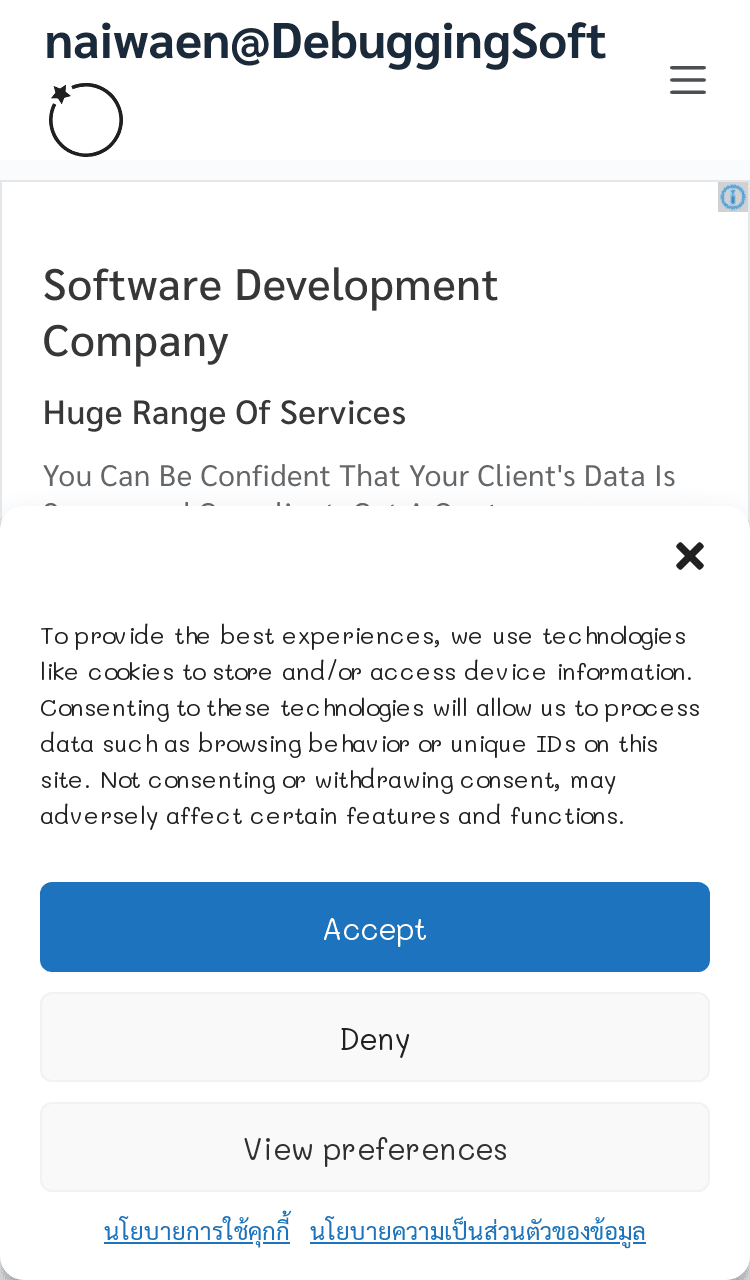 naiwaen@DebuggingSoft
Software Development
Company
Huge Range Of Services
You Can Be Confident That Your Client's Data Is
To provide the best experiences, we use technologies
like cookies to store and/or access device information.
Consenting to these technologies will allow us to process
data such as browsing behavior or unique IDs on this
site. Not consenting or withdrawing consent, may
adversely affect certain features and functions.
Accept
Deny
View preferences
นโยบายการใช้คุกกี้ นโยบายความเป็นส่วนตัวของข้อมูล